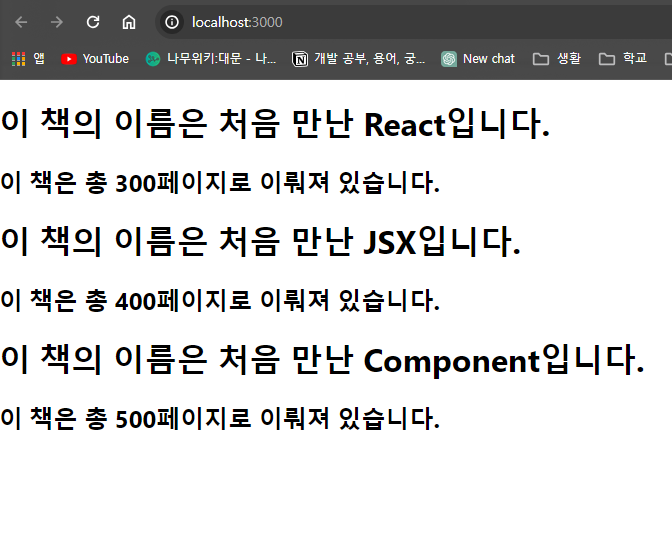 localhost:3000
앱 YouTube 나무위키:대문 - 나... 개발 공부, 용어, 궁... New chat 생활 학교
이 책의 이름은 처음 만난 React입니다.
이 책은 총 300페이지로 이뤄져 있습니다.
이 책의 이름은 처음 만난 JSX입니다.
이 책은 총 400페이지로 이뤄져 있습니다.
이 책의 이름은 처음 만난 Component입니다.
이 책은 총 500페이지로 이뤄져 있습니다.